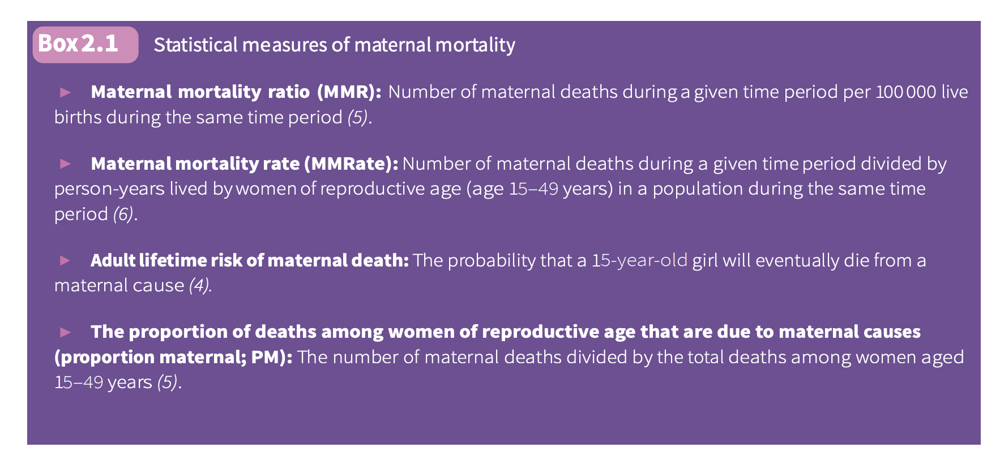 Box 2.1 Statistical measures of maternal mortality
► Maternal mortality ratio (MMR): Number of maternal deaths during a given time period per 100 000 live
births during the same time period (5).
► Maternal mortality rate (MMRate): Number of maternal deaths during a given time period divided by
person-years lived by women of reproductive age (age 15–49 years) in a population during the same time
period (6).
► Adult lifetime risk of maternal death: The probability that a 15-year-old girl will eventually die from a
maternal cause (4).
► The proportion of deaths among women of reproductive age that are due to maternal causes
(proportion maternal; PM): The number of maternal deaths divided by the total deaths among women aged
15–49 years (5).